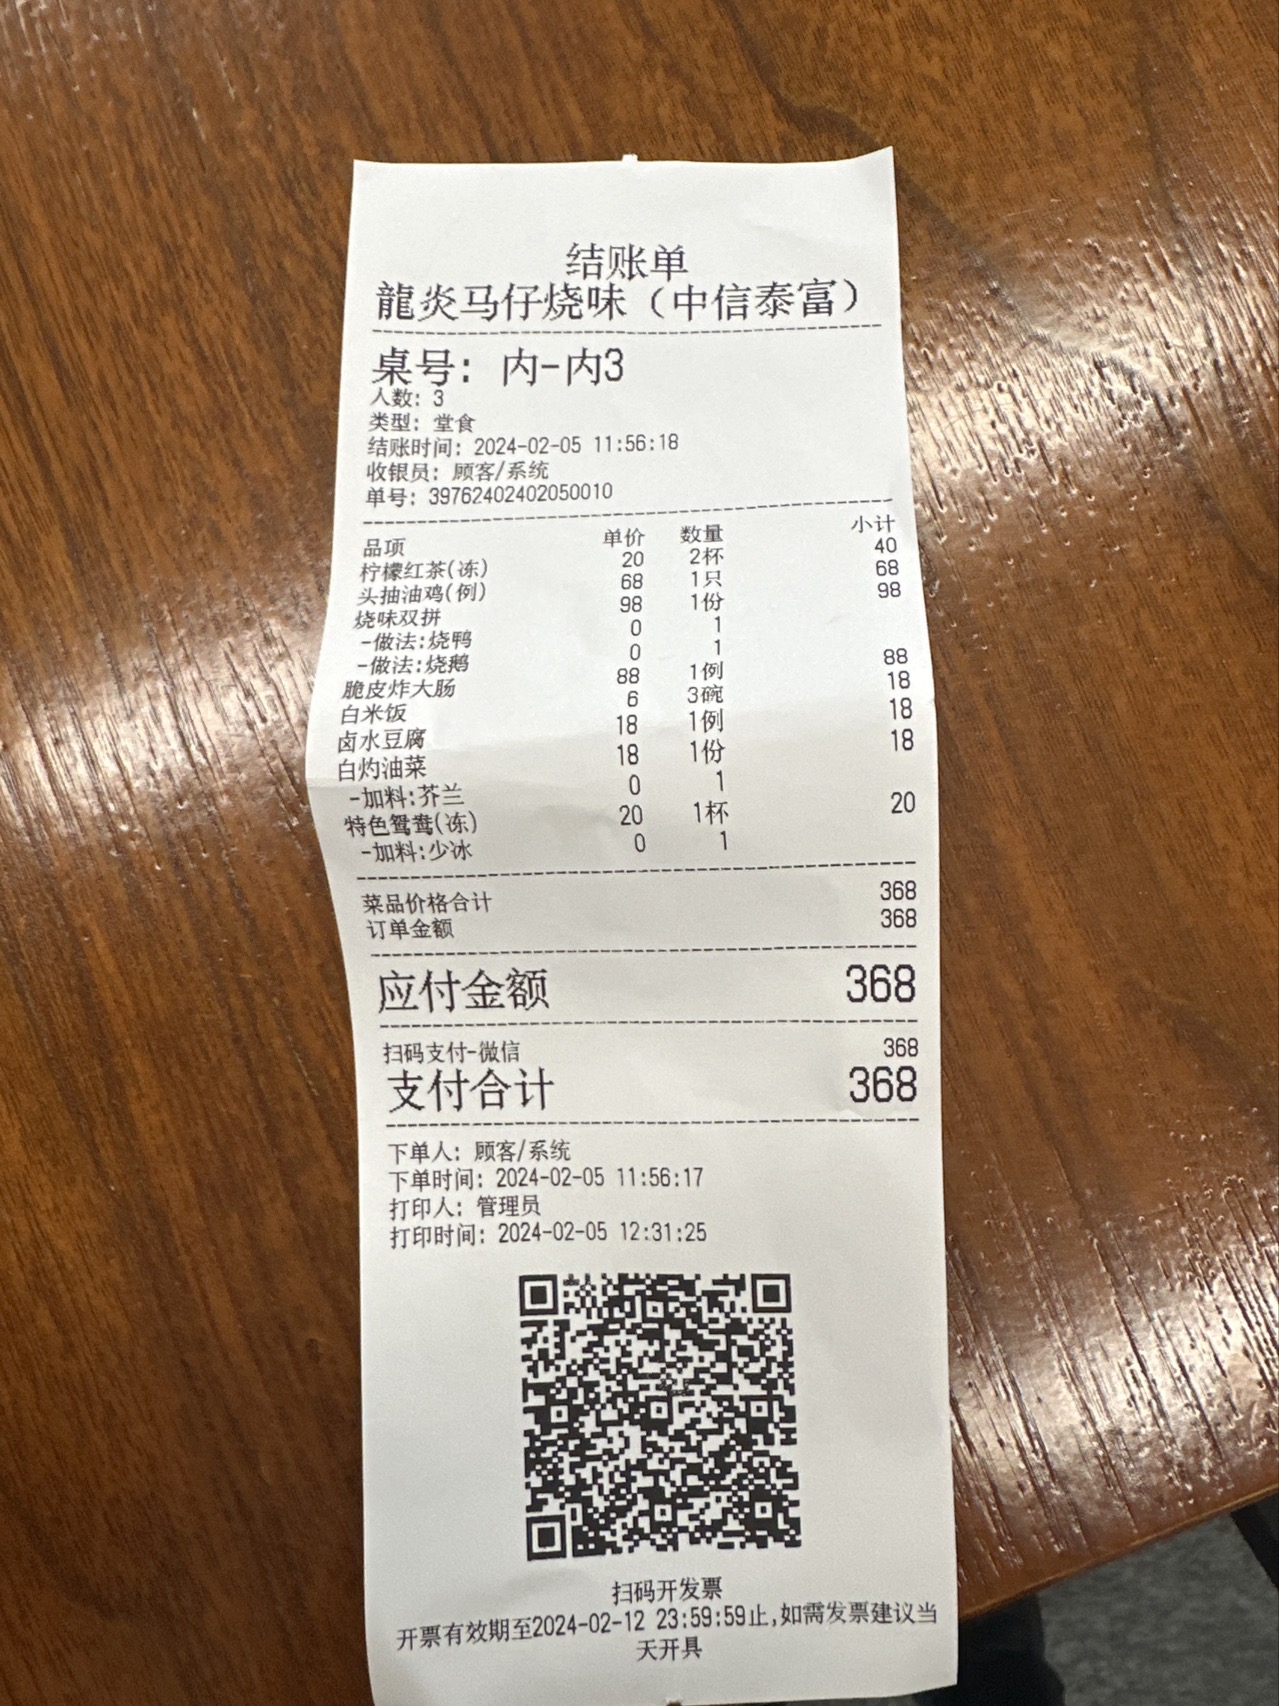 结账单
龍炎马仔烧味（中信泰富）
桌号：内-内3
人数：3
类型：堂食
结账时间：2024-02-05 11:56:18
收银员：顾客/系统
单号：39762402402050010
品项 单价 数量 小计
柠檬红茶(冻) 20 2杯 40
头抽油鸡(例) 68 1只 68
烧味双拼 98 1份 98
-做法:烧鸭 0 1
-做法:烧鹅 0 1
脆皮炸大肠 88 1例 88
白米饭 6 3碗 18
卤水豆腐 18 1例 18
白灼油菜 18 1份 18
-加料:芥兰 0 1
特色鸳鸯(冻) 20 1杯 20
-加料:少冰 0 1
菜品价格合计 368
订单金额 368
应付金额 368
扫码支付-微信 368
支付合计 368
下单人：顾客/系统
下单时间：2024-02-05 11:56:17
打印人：管理员
打印时间：2024-02-05 12:31:25
扫码开发票
开票有效期至2024-02-12 23:59:59止,如需发票建议当
天开具